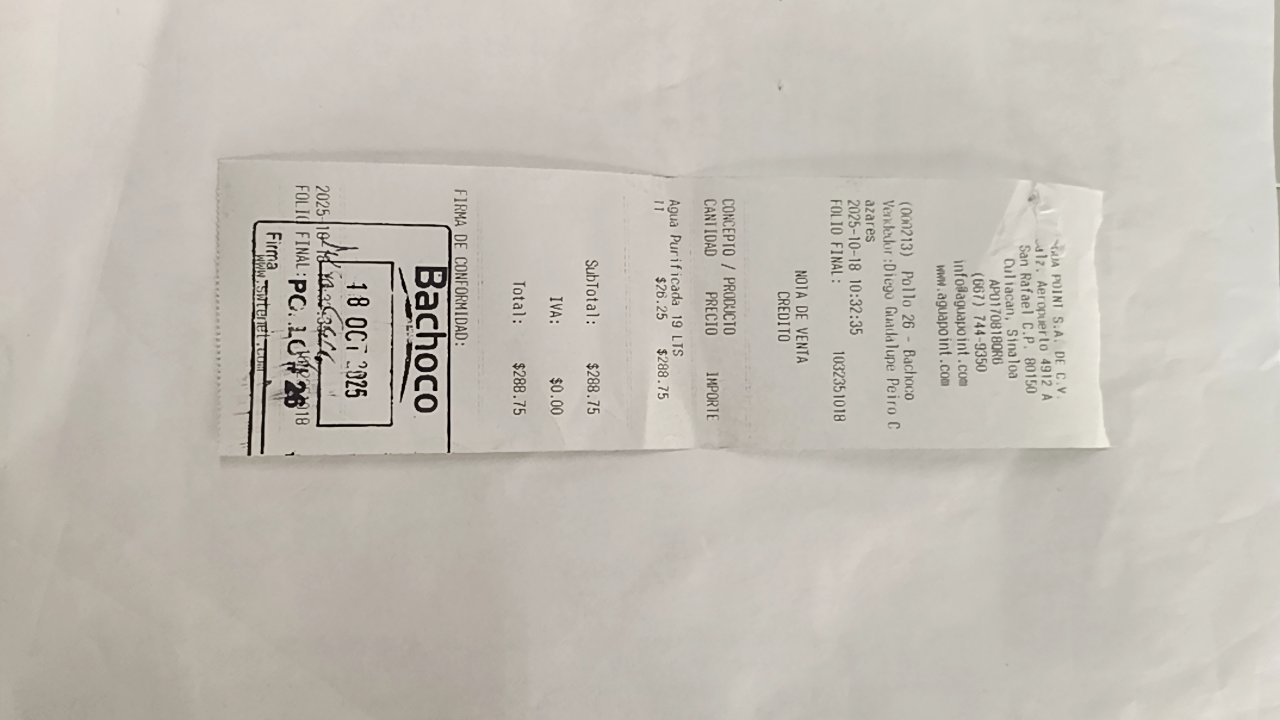 POINT S.A. DE C.V.
Aeropuerto 4912 A
San Rafael C.P. 80150
Culiacan, Sinaloa
APO170818QR6
(667) 744-9350
info@aguapoint.com
www.aguapoint.com
(000213) Pollo 26 - Bachoco
Vendedor:Diego Guadalupe Peiro C
azares
2025-10-18 10:32:35
FOLIO FINAL: 1032351018
NOTA DE VENTA
CREDITO
CONCEPTO / PRODUCTO
CANTIDAD PRECIO IMPORTE
Agua Purificada 19 LTS
11 $26.25 $288.75
SubTotal: $288.75
IVA: $0.00
Total: $288.75
FIRMA DE CONFORMIDAD:
Bachoco
18 OCT 2025
FOLIO FINAL:
Firma